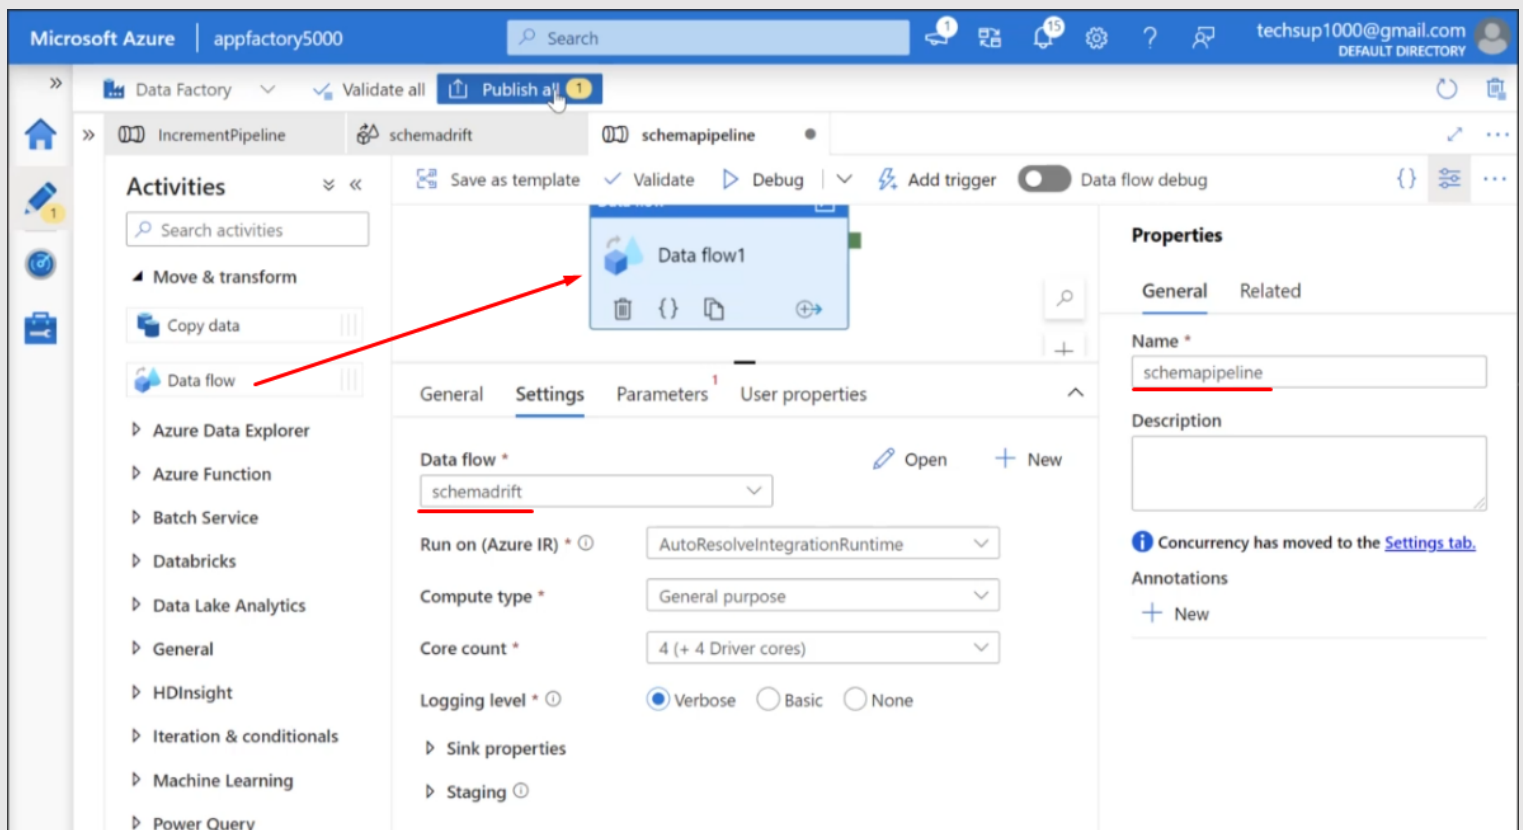 Microsoft Azure
appfactory5000
Search
1
15
techsup1000@gmail.com
DEFAULT DIRECTORY
Data Factory
Validate all
Publish all
1
IncrementPipeline
schemadrift
schemapipeline
Activities
Save as template
Validate
Debug
Add trigger
Data flow debug
1
Search activities
Move & transform
Copy data
Data flow
Azure Data Explorer
Azure Function
Batch Service
Databricks
Data Lake Analytics
General
HDInsight
Iteration & conditionals
Machine Learning
Power Query
Data flow
Data flow1
General
Settings
Parameters
1
User properties
Data flow *
Open
New
schemadrift
Run on (Azure IR) *
AutoResolveIntegrationRuntime
Compute type *
General purpose
Core count *
4 (+ 4 Driver cores)
Logging level *
Verbose
Basic
None
Sink properties
Staging
Properties
General
Related
Name *
schemapipeline
Description
Concurrency has moved to the Settings tab.
Annotations
New